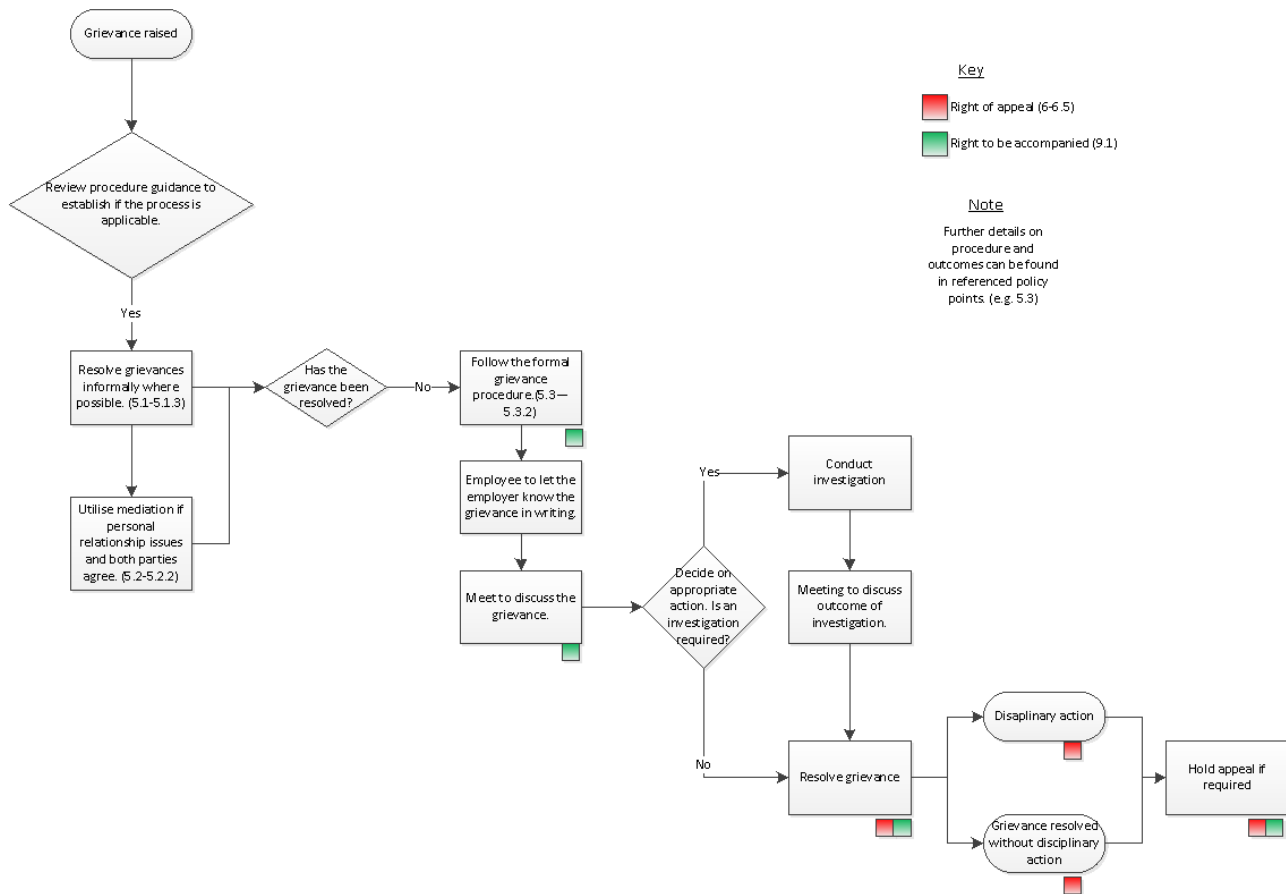 Grievance raised
Key
Right of appeal (6-6.5)
Right to be accompanied (9.1)
Review procedure guidance to
establish if the process is
applicable.
Note
Further details on
procedure and
outcomes can be found
in referenced policy
points. (e.g. 5.3)
Yes
Resolve grievances
informally where
possible. (5.1-5.1.3)
Has the
grievance been
resolved?
No
Follow the formal
grievance
procedure.(5.3—
5.3.2)
Utilise mediation if
personal
relationship issues
and both parties
agree. (5.2-5.2.2)
Employee to let the
employer know the
grievance in writing.
Meet to discuss the
grievance.
Decide on
appropriate
action. Is an
investigation
required?
Yes
Conduct
investigation
Meeting to discuss
outcome of
investigation.
No
Resolve grievance
Disaplinary action
Grievance resolved
without disciplinary
action
Hold appeal if
required